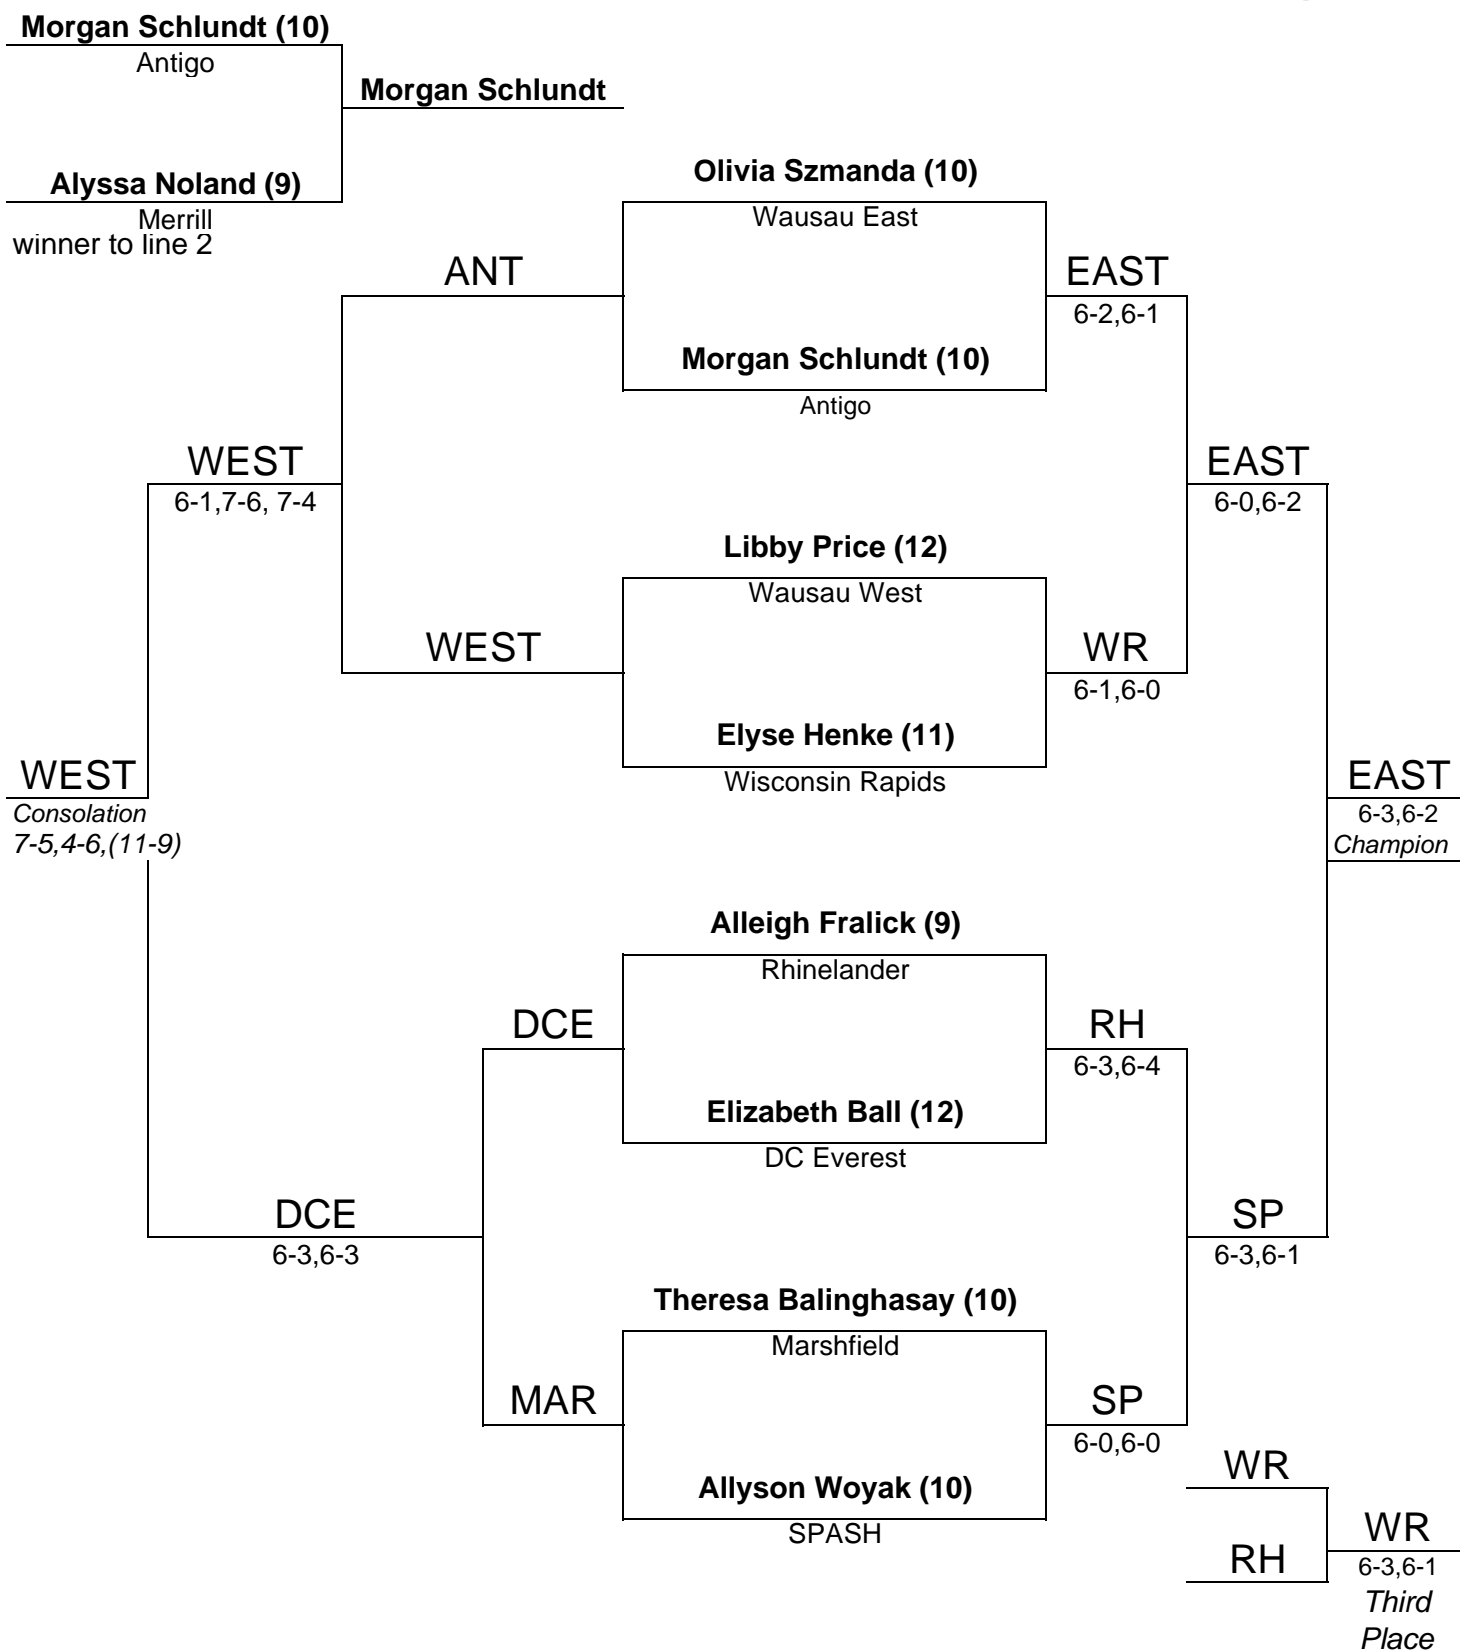 Morgan Schlundt (10)
Antigo
Morgan Schlundt
Alyssa Noland (9)
Merrill
winner to line 2
Olivia Szmanda (10)
Wausau East
ANT
EAST
6-2,6-1
Morgan Schlundt (10)
Antigo
WEST
6-1,7-6, 7-4
EAST
6-0,6-2
Libby Price (12)
Wausau West
WEST
WR
6-1,6-0
Elyse Henke (11)
Wisconsin Rapids
WEST
Consolation
7-5,4-6,(11-9)
EAST
6-3,6-2
Champion
Alleigh Fralick (9)
Rhinelander
DCE
RH
6-3,6-4
Elizabeth Ball (12)
DC Everest
DCE
6-3,6-3
SP
6-3,6-1
Theresa Balinghasay (10)
Marshfield
MAR
SP
6-0,6-0
Allyson Woyak (10)
SPASH
WR
RH
WR
6-3,6-1
Third
Place